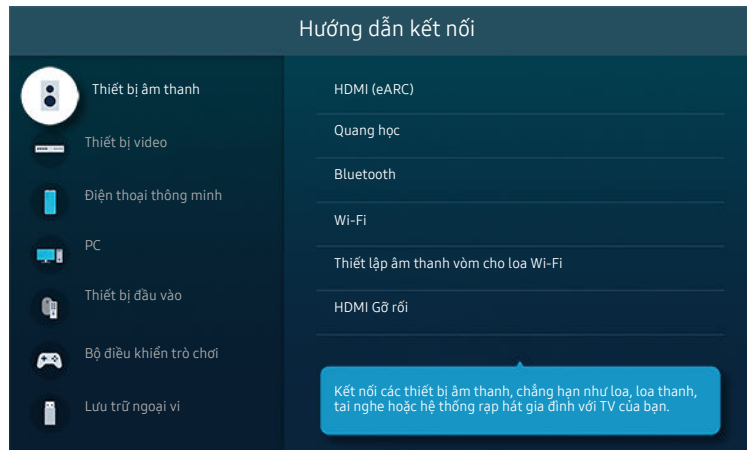 Hướng dẫn kết nối
Thiết bị âm thanh
Thiết bị video
Điện thoại thông minh
PC
Thiết bị đầu vào
Bộ điều khiển trò chơi
Lưu trữ ngoại vi
HDMI (eARC)
Quang học
Bluetooth
Wi-Fi
Thiết lập âm thanh vòm cho loa Wi-Fi
HDMI Gỡ rối
Kết nối các thiết bị âm thanh, chẳng hạn như loa, loa thanh,
tai nghe hoặc hệ thống rạp hát gia đình với TV của bạn.